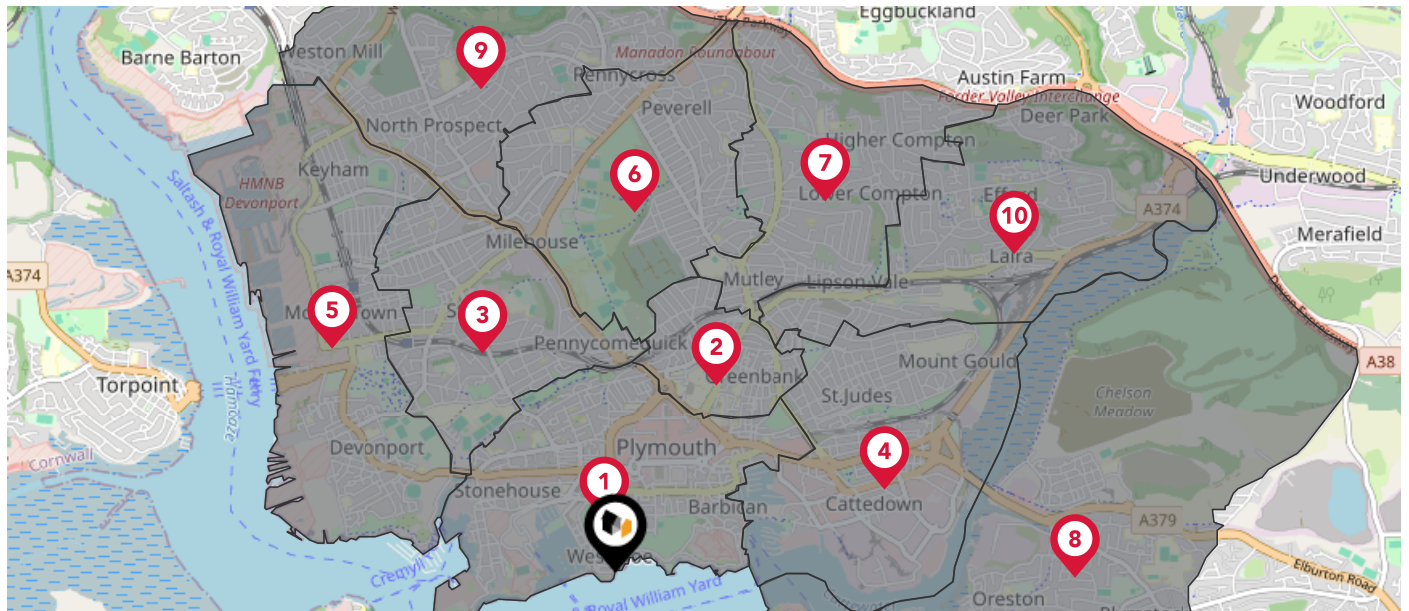 Eggbuckland
The Parkway
Weston Mill
Barne Barton
9
Manadon Roundabout
Pennycross
Austin Farm
Forder Valley Interchange
Woodford
Peverell
Deer Park
North Prospect
Higher Compton
7
Keyham
6
Lower Compton
Efford
Underwood
HMNB
Devonport
10
A374
Saltash & Royal William Yard Ferry
Milehouse
Merafield
Laira
A374
Mutley
Lipson Vale
5
3
Pennycomequick
2
Mount Gould
A38
Torpoint
Hamoaze
Greenbank
St.Judes
Chelson
Meadow
Devonport
Plymouth
4
Cornwall
1
Stonehouse
Barbican
Cattedown
A379
8
Cremyll
Royal William Yard
Elburton Road
Oreston